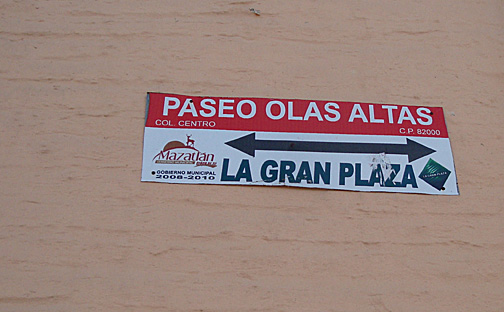 PASEO OLAS ALTAS
COL. CENTRO
C.P. 82000
Mazatlán
GOBIERNO MUNICIPAL
2008-2010
LA GRAN PLAZA